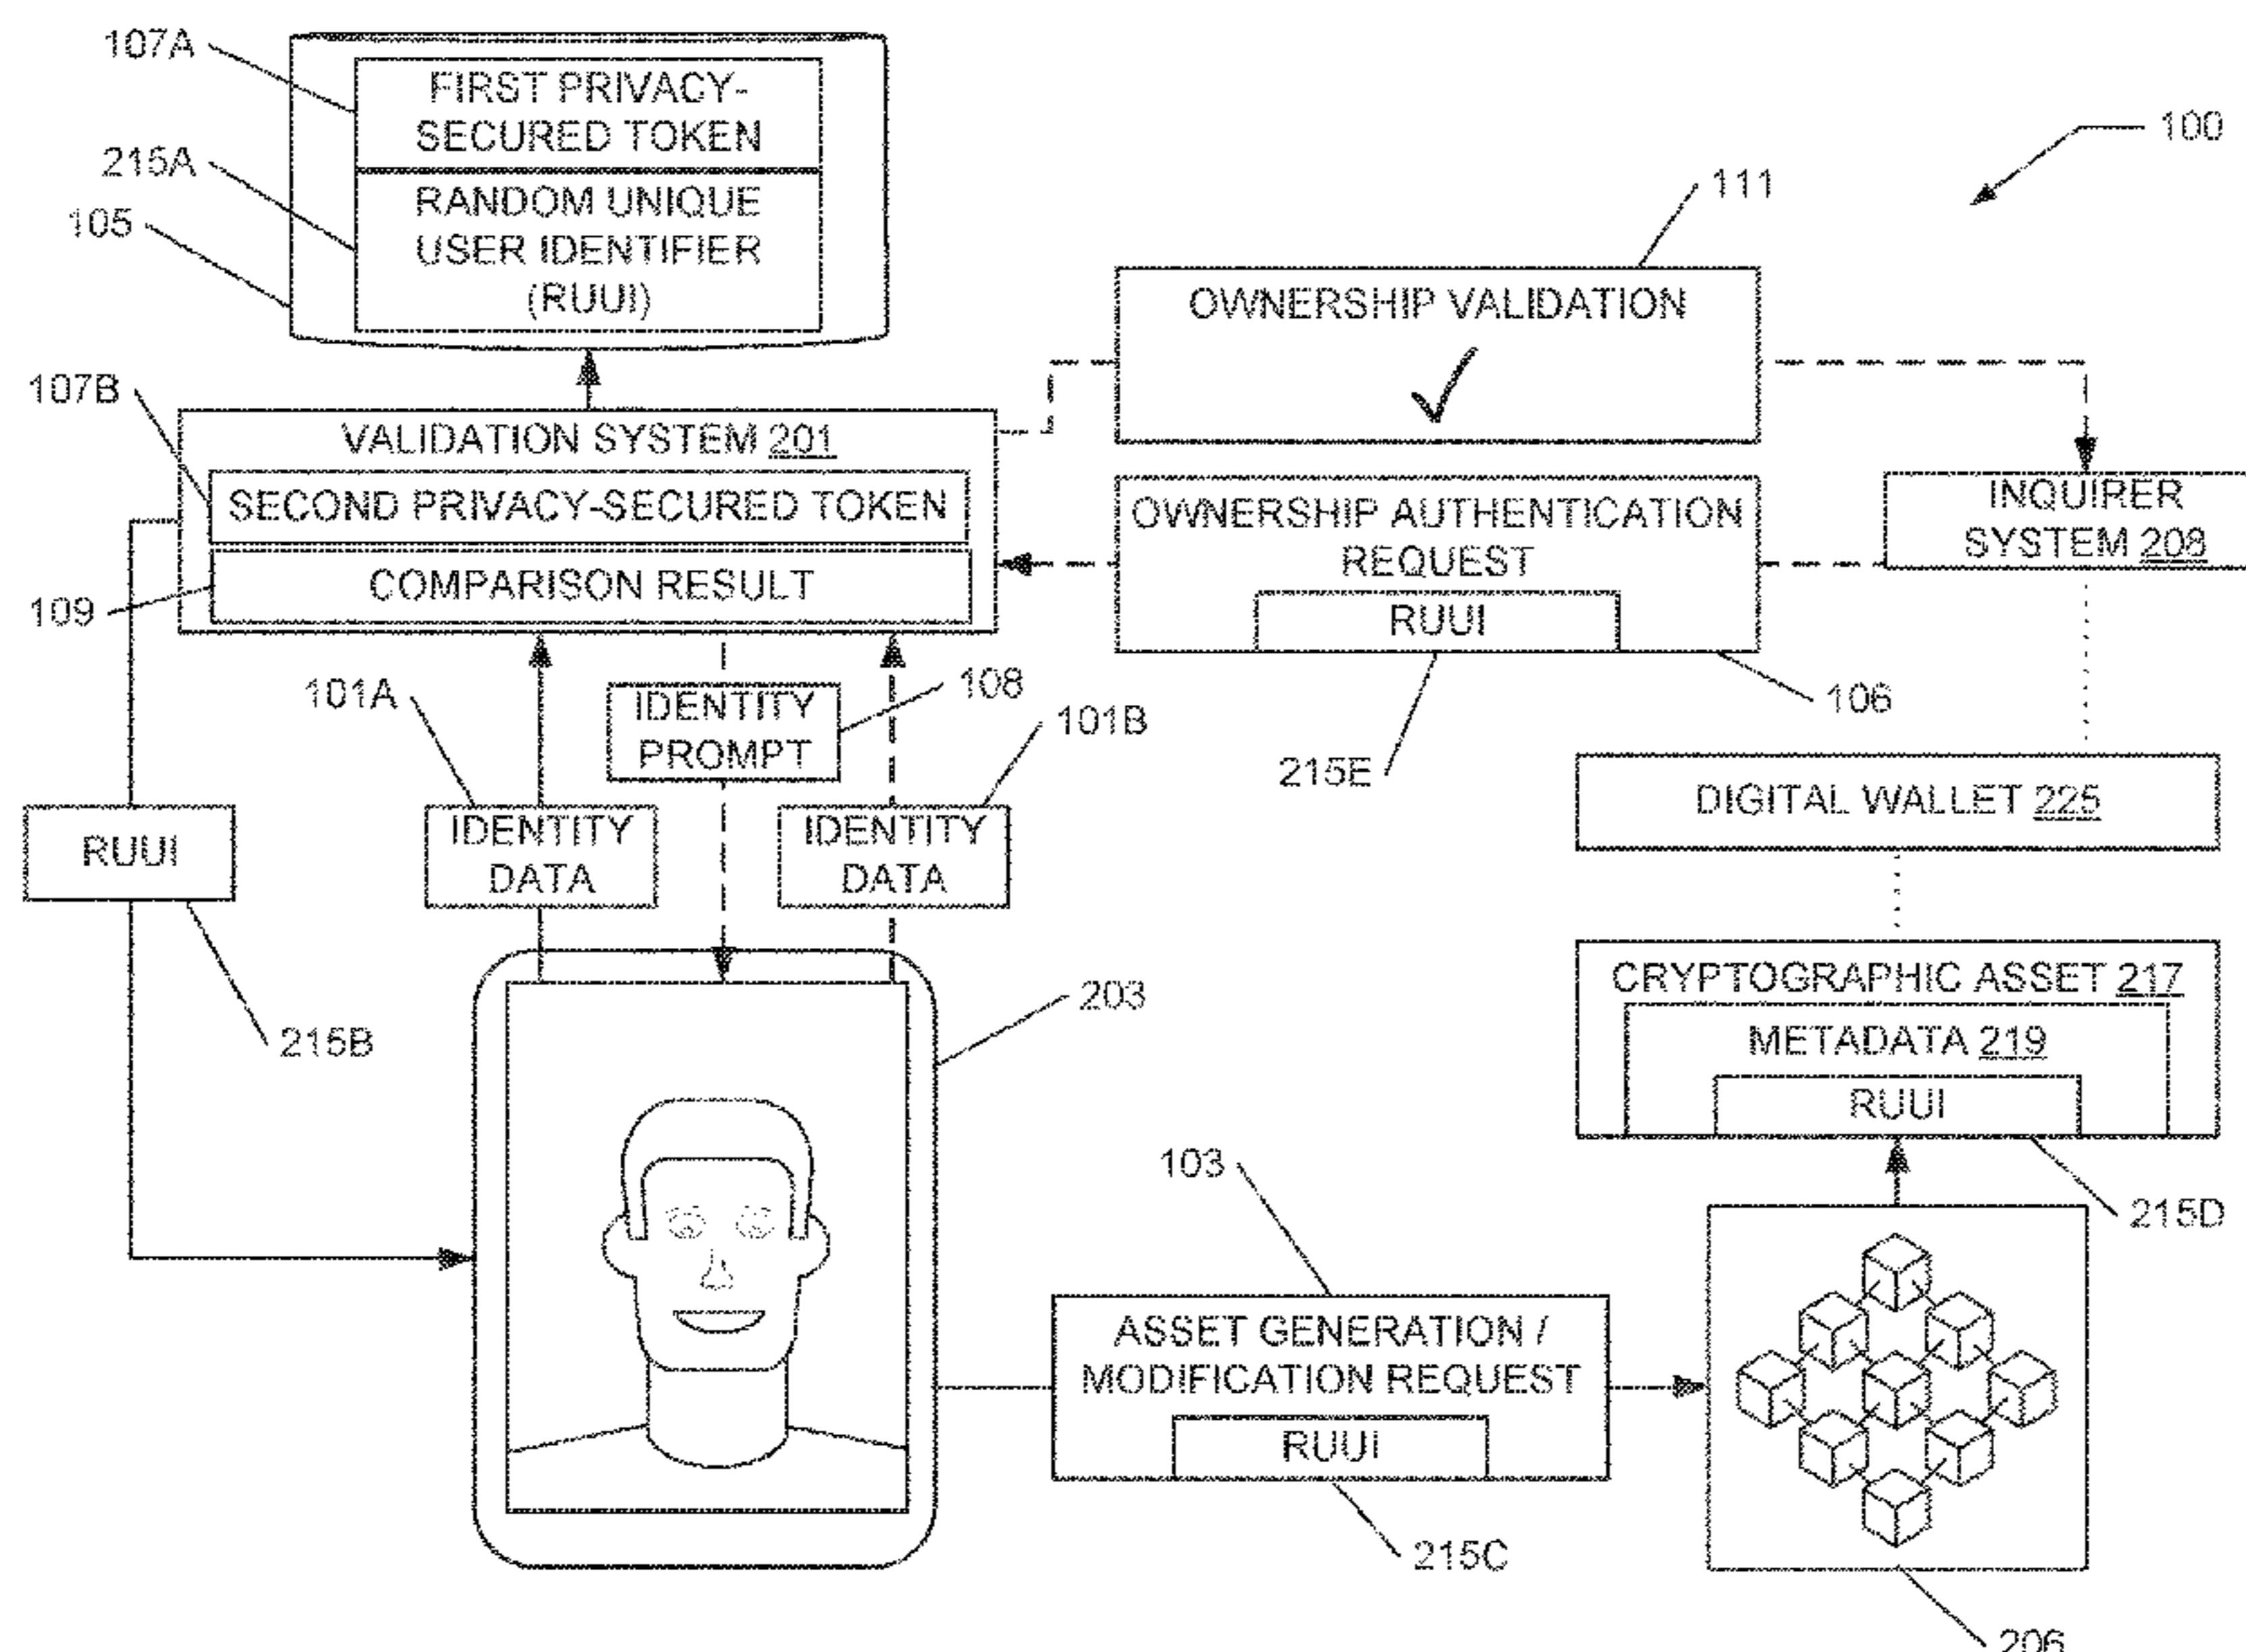 107A
FIRST PRIVACY-
SECURED TOKEN
215A
RANDOM UNIQUE
USER IDENTIFIER
(RUUI)
105
100
111
OWNERSHIP VALIDATION
107B
VALIDATION SYSTEM 201
SECOND PRIVACY-SECURED TOKEN
COMPARISON RESULT
109
OWNERSHIP AUTHENTICATION
REQUEST
RUUI
INQUIRER
SYSTEM 208
101A
IDENTITY
PROMPT
108
101B
215E
106
DIGITAL WALLET 225
RUUI
IDENTITY
DATA
IDENTITY
DATA
215B
203
CRYPTOGRAPHIC ASSET 217
METADATA 219
RUUI
215D
103
ASSET GENERATION /
MODIFICATION REQUEST
RUUI
215C
206